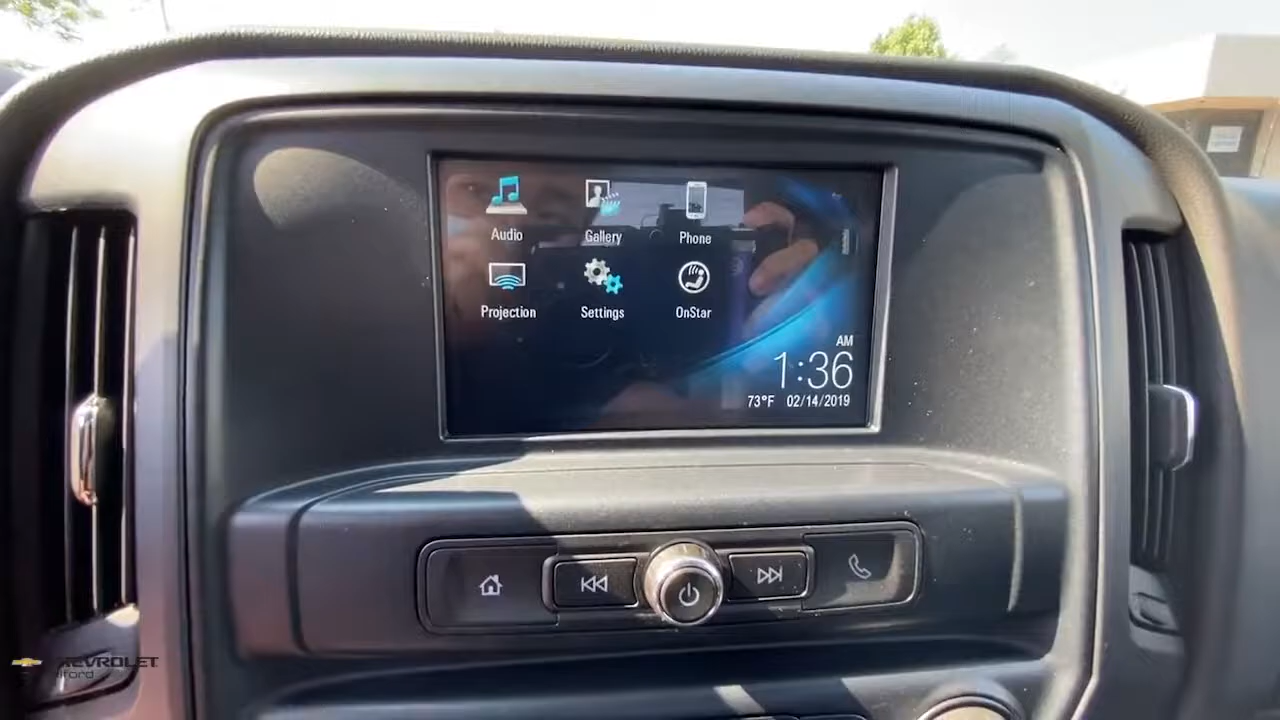 Audio
Gallery
Phone
Projection
Settings
OnStar
AM
1:36
73°F 02/14/2019
CHEVROLET